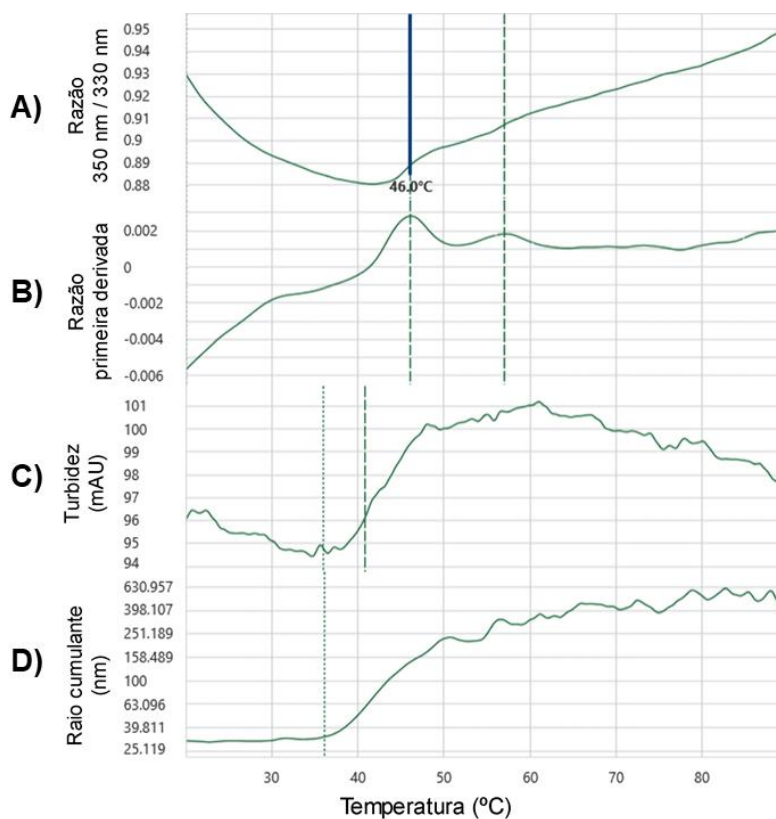 A)
Razão
350 nm / 330 nm
0.95
0.94
0.93
0.92
0.91
0.9
0.89
0.88
46.0°C
B)
Razão
primeira derivada
0.002
0
-0.002
-0.004
-0.006
C)
Turbidez
(mAU)
101
100
99
98
97
96
95
94
D)
Raio cumulante
(nm)
630.957
398.107
251.189
158.489
100
63.096
39.811
25.119
30 40 50 60 70 80
Temperatura (ºC)